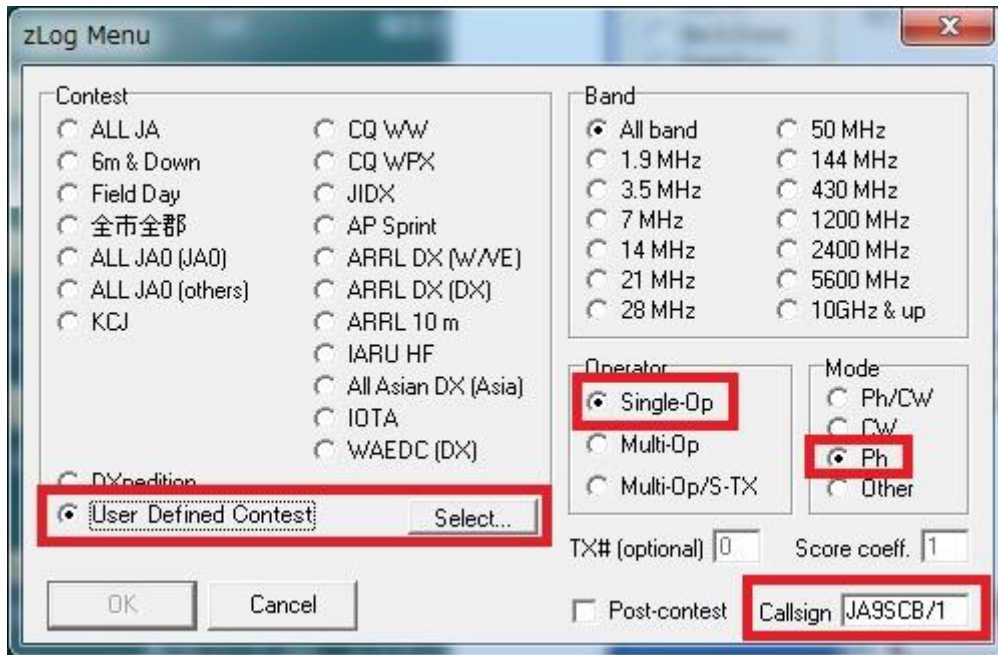 zLog Menu
Contest
ALL JA
6m & Down
Field Day
全市全郡
ALL JA0 (JA0)
ALL JA0 (others)
KCJ
CQ WW
CQ WPX
JIDX
AP Sprint
ARRL DX (W/VE)
ARRL DX (DX)
ARRL 10 m
IARU HF
All Asian DX (Asia)
IOTA
WAEDC (DX)
DXpedition
User Defined Contest
Select...
OK
Cancel
Band
All band
1.9 MHz
3.5 MHz
7 MHz
14 MHz
21 MHz
28 MHz
50 MHz
144 MHz
430 MHz
1200 MHz
2400 MHz
5600 MHz
10GHz & up
Operator
Single-Op
Multi-Op
Multi-Op/S-TX
Mode
Ph/CW
CW
Ph
Other
TX# (optional) 0
Score coeff. 1
Post-contest
Callsign JA9SCB/1